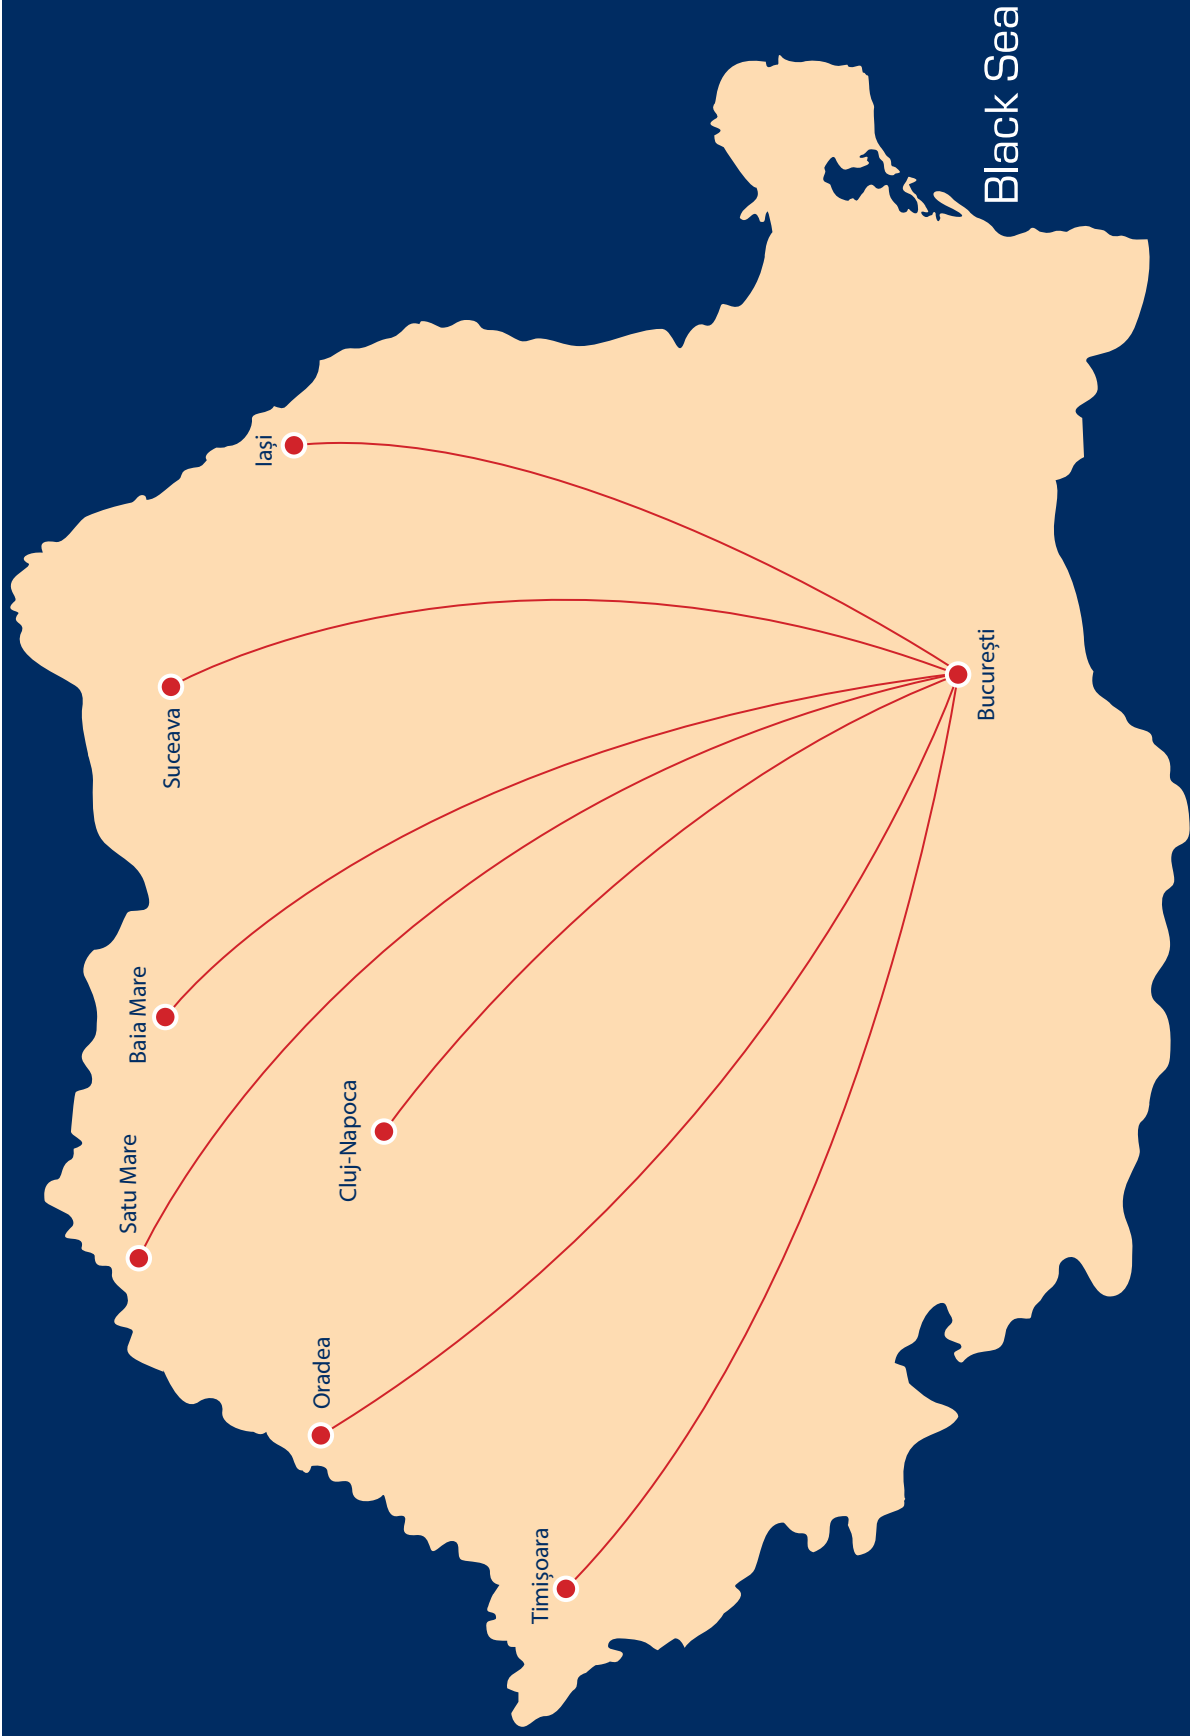 Satu Mare
Baia Mare
Suceava
Iași
Oradea
Cluj-Napoca
Timișoara
București
Black Sea